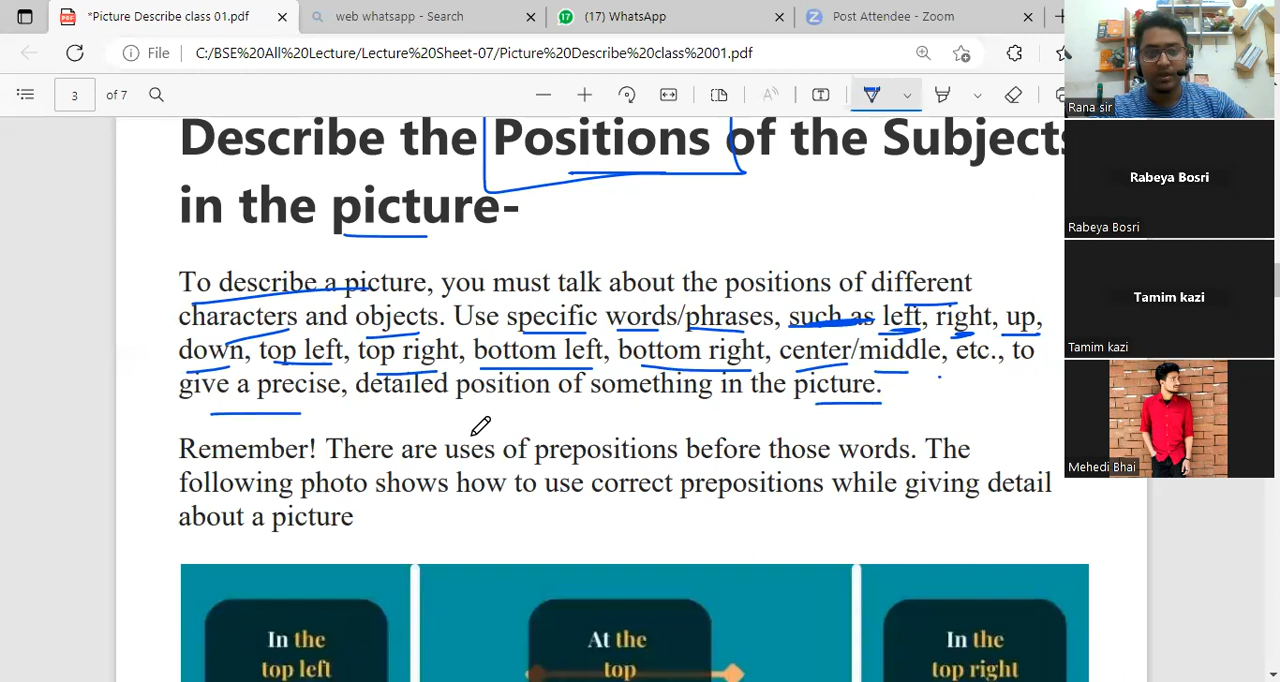 *Picture Describe class 01.pdf
web whatsapp - Search
(17) WhatsApp
Post Attendee - Zoom
File
C:/BSE%20All%20Lecture/Lecture%20Sheet-07/Picture%20Describe%20class%2001.pdf
3
of 7
Describe the Positions of the Subjects
in the picture-
To describe a picture, you must talk about the positions of different
characters and objects. Use specific words/phrases, such as left, right, up,
down, top left, top right, bottom left, bottom right, center/middle, etc., to
give a precise, detailed position of something in the picture.
Remember! There are uses of prepositions before those words. The
following photo shows how to use correct prepositions while giving detail
about a picture
In the
top left
At the
top
In the
top right
Rana sir
Rabeya Bosri
Rabeya Bosri
Tamim kazi
Tamim kazi
Mehedi Bhai